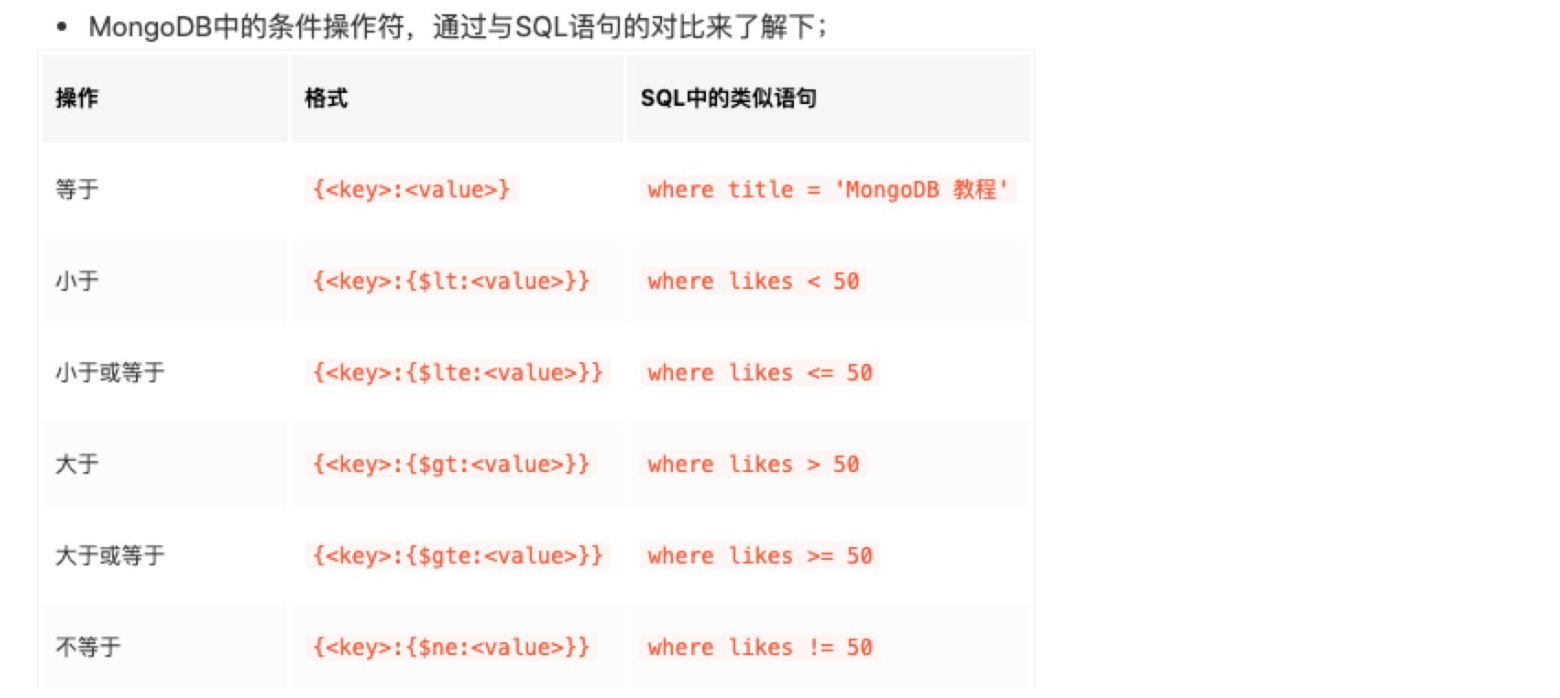 • MongoDB中的条件操作符，通过与SQL语句的对比来了解下；
操作 格式 SQL中的类似语句
等于 {<key>:<value>} where title = 'MongoDB 教程'
小于 {<key>:{$lt:<value>}} where likes < 50
小于或等于 {<key>:{$lte:<value>}} where likes <= 50
大于 {<key>:{$gt:<value>}} where likes > 50
大于或等于 {<key>:{$gte:<value>}} where likes >= 50
不等于 {<key>:{$ne:<value>}} where likes != 50